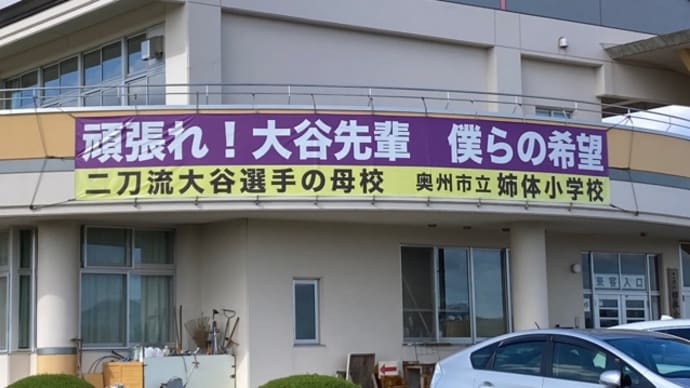 頑張れ！大谷先輩　僕らの希望
二刀流大谷選手の母校　奥州市立 姉体小学校